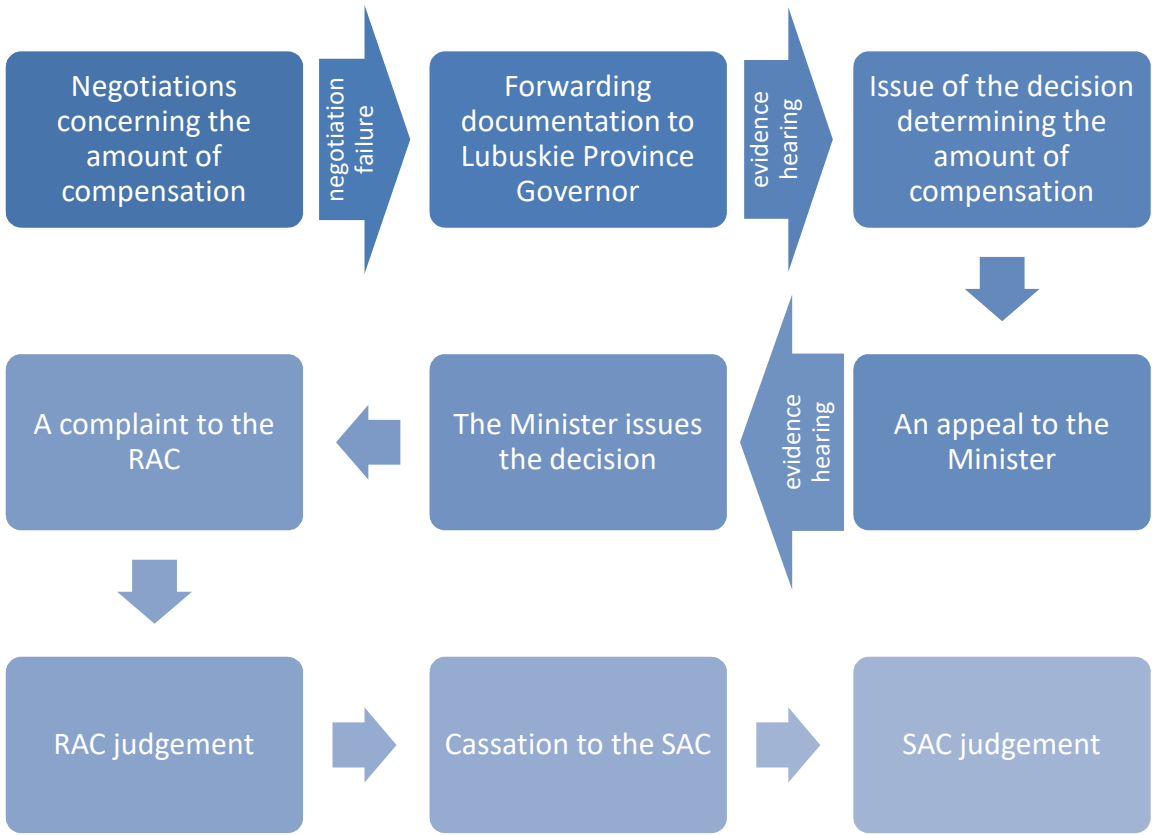 Negotiations
concerning the
amount of
compensation
negotiation
failure
Forwarding
documentation to
Lubuskie Province
Governor
evidence
hearing
Issue of the decision
determining the
amount of
compensation
An appeal to the
Minister
evidence
hearing
The Minister issues
the decision
A complaint to the
RAC
RAC judgement
Cassation to the SAC
SAC judgement